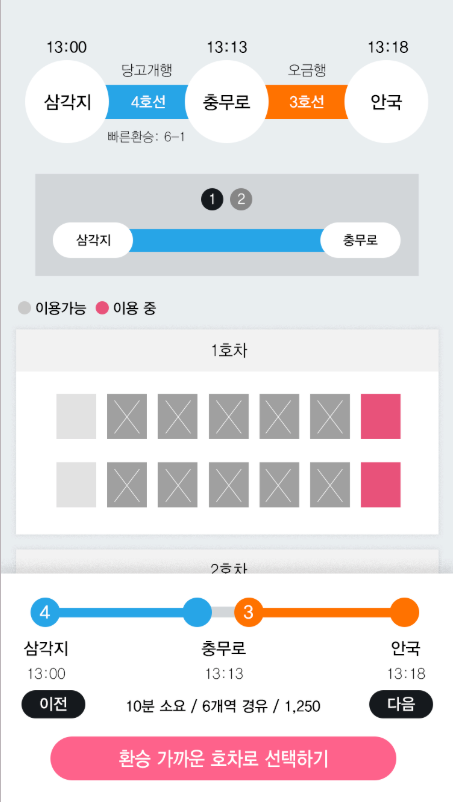 13:00 13:13 13:18
당고개행 오금행
삼각지 4호선 충무로 3호선 안국
빠른환승: 6-1
1 2
삼각지 충무로
이용가능 이용 중
1호차
2호차
4 3
삼각지 충무로 안국
13:00 13:13 13:18
이전 10분 소요 / 6개역 경유 / 1,250 다음
환승 가까운 호차로 선택하기